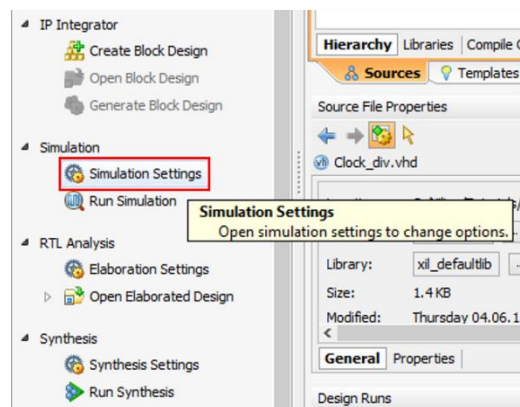 IP Integrator
Create Block Design
Open Block Design
Generate Block Design
Simulation
Simulation Settings
Run Simulation
RTL Analysis
Elaboration Settings
Open Elaborated Design
Synthesis
Synthesis Settings
Run Synthesis
Hierarchy Libraries Compile
Sources Templates
Source File Properties
Clock_div.vhd
Simulation Settings
Open simulation settings to change options.
Library: xil_defaultlib
Size: 1.4 KB
Modified: Thursday 04.06.1
General Properties
Design Runs